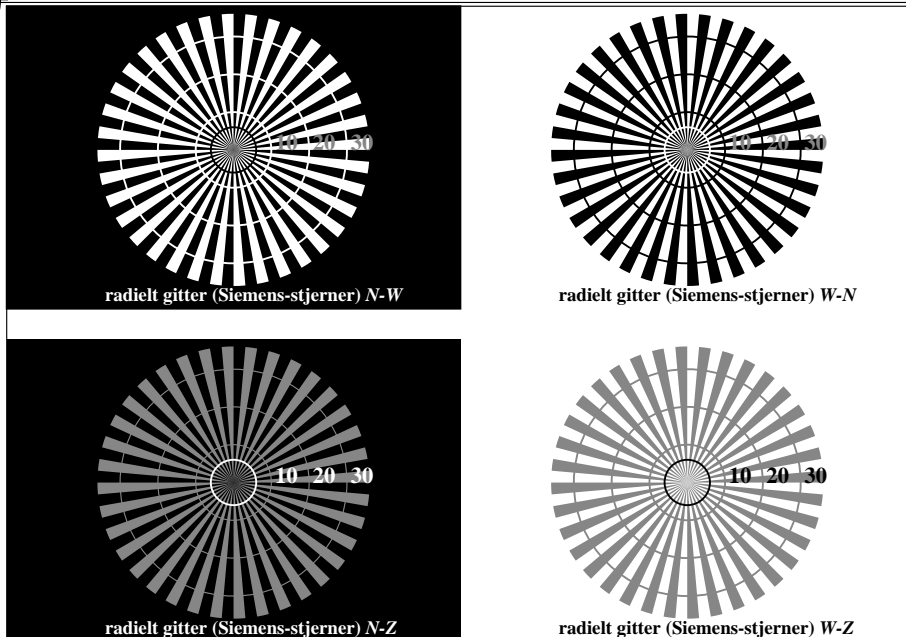 10 20 30
radielt gitter (Siemens-stjerner) N-W
10 20 30
radielt gitter (Siemens-stjerner) W-N
10 20 30
radielt gitter (Siemens-stjerner) N-Z
10 20 30
radielt gitter (Siemens-stjerner) W-Z